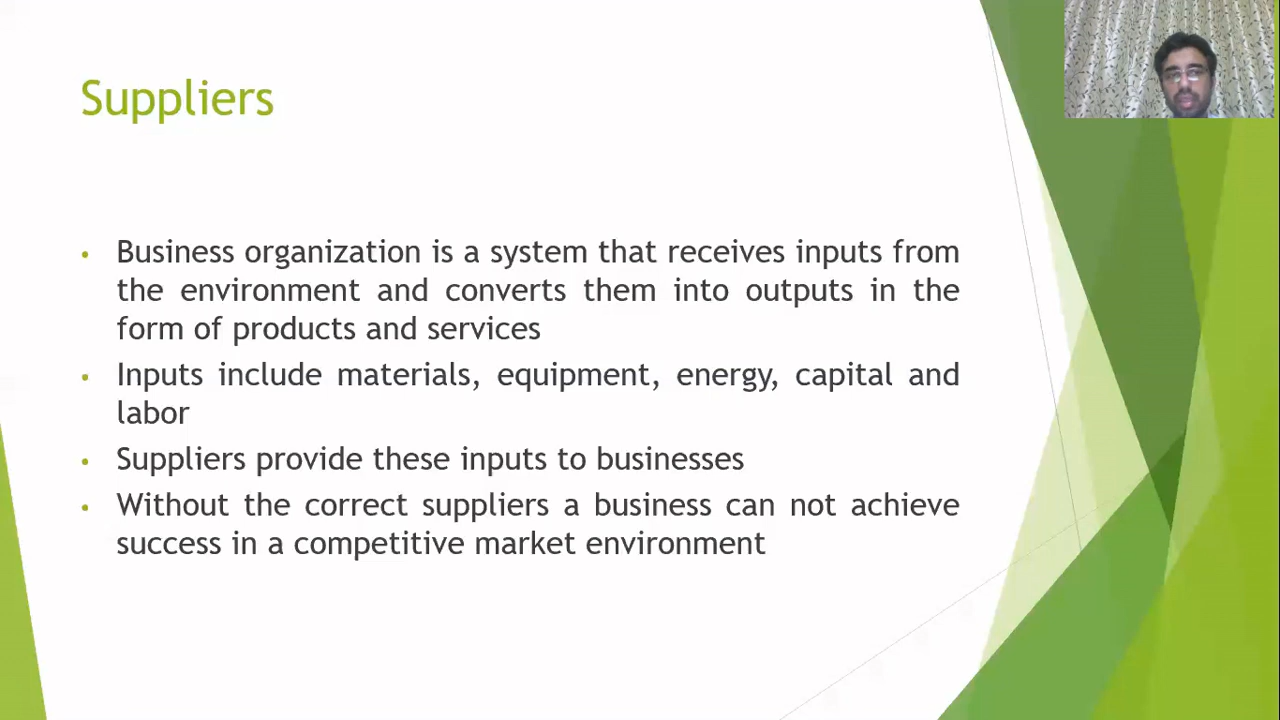 Suppliers
• Business organization is a system that receives inputs from
the environment and converts them into outputs in the
form of products and services
• Inputs include materials, equipment, energy, capital and
labor
• Suppliers provide these inputs to businesses
• Without the correct suppliers a business can not achieve
success in a competitive market environment